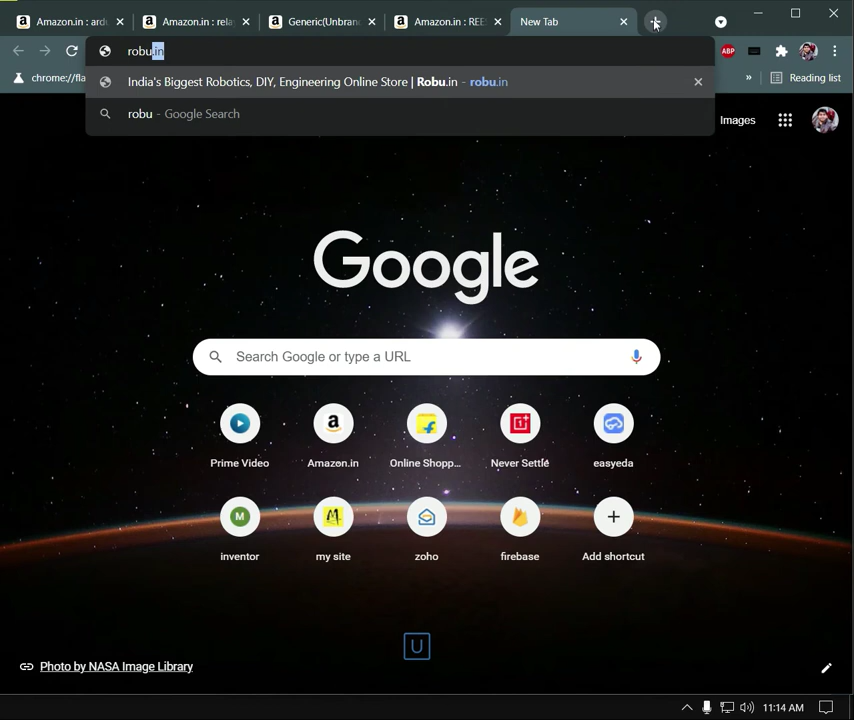 Amazon.in : ardu
Amazon.in : rela
Generic(Unbran
Amazon.in : REE
New Tab
robu.in
ABP
India's Biggest Robotics, DIY, Engineering Online Store | Robu.in - robu.in
chrome://fla
»
Reading list
robu - Google Search
Images
Google
Search Google or type a URL
Prime Video
Amazon.in
Online Shopp...
Never Settle
easyeda
M
inventor
my site
zoho
firebase
Add shortcut
U
Photo by NASA Image Library
11:14 AM